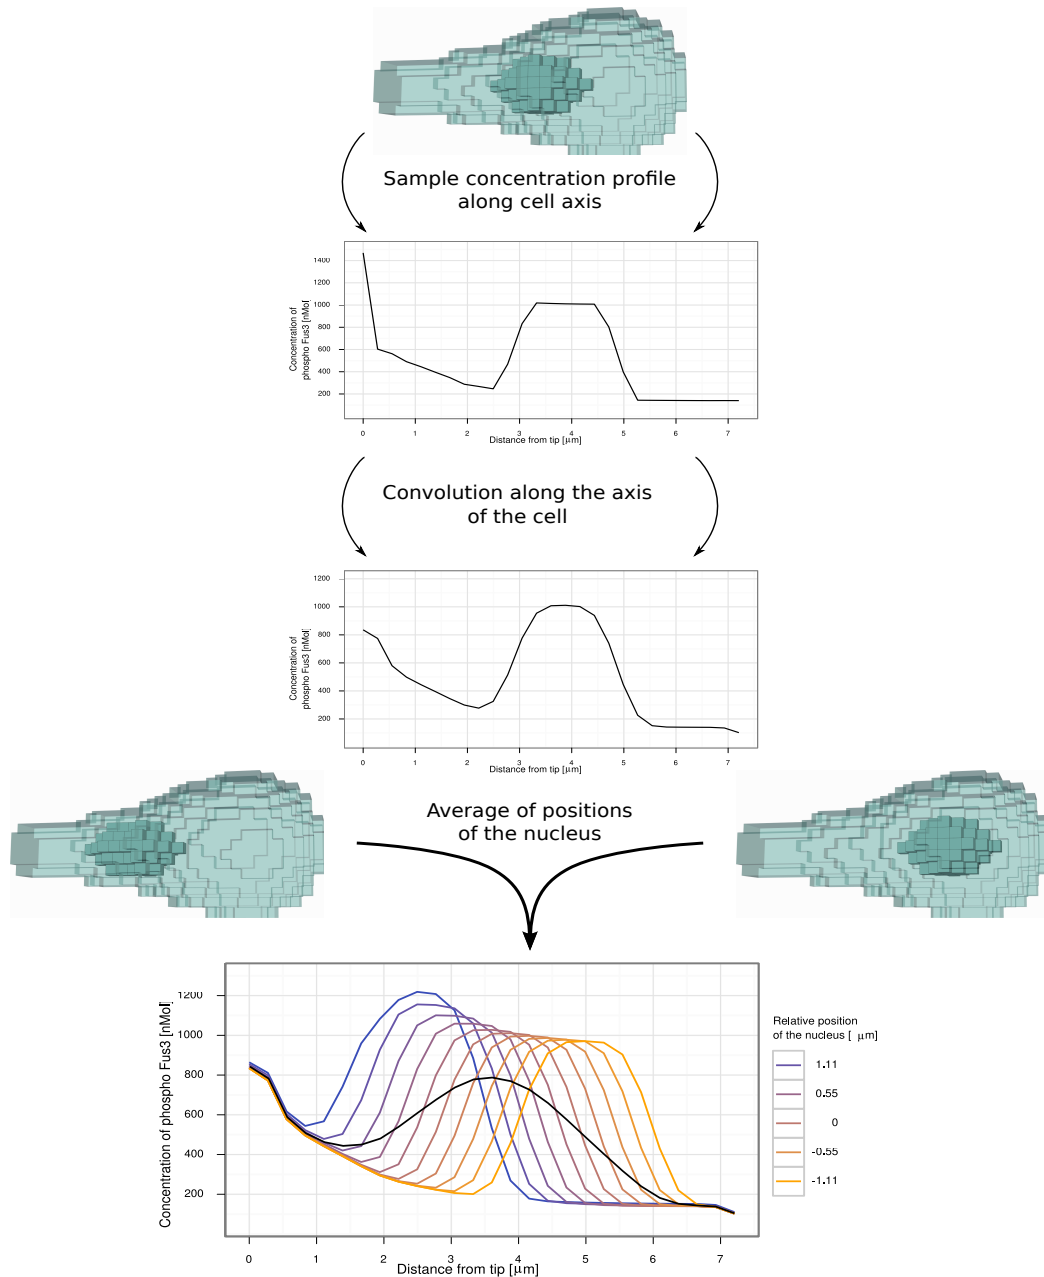 Sample concentration profile
along cell axis
1400
1200
1000
800
600
400
200
Concentration of
phospho Fus3 [nMol]
0 1 2 3 4 5 6 7
Distance from tip [μm]
Convolution along the axis
of the cell
1200
1000
800
600
400
200
Concentration of
phospho Fus3 [nMol]
0 1 2 3 4 5 6 7
Distance from tip [μm]
Average of positions
of the nucleus
1200
1000
800
600
400
200
Concentration of phospho Fus3 [nMol]
0 1 2 3 4 5 6 7
Distance from tip [μm]
Relative position
of the nucleus [ μm]
1.11
0.55
0
-0.55
-1.11